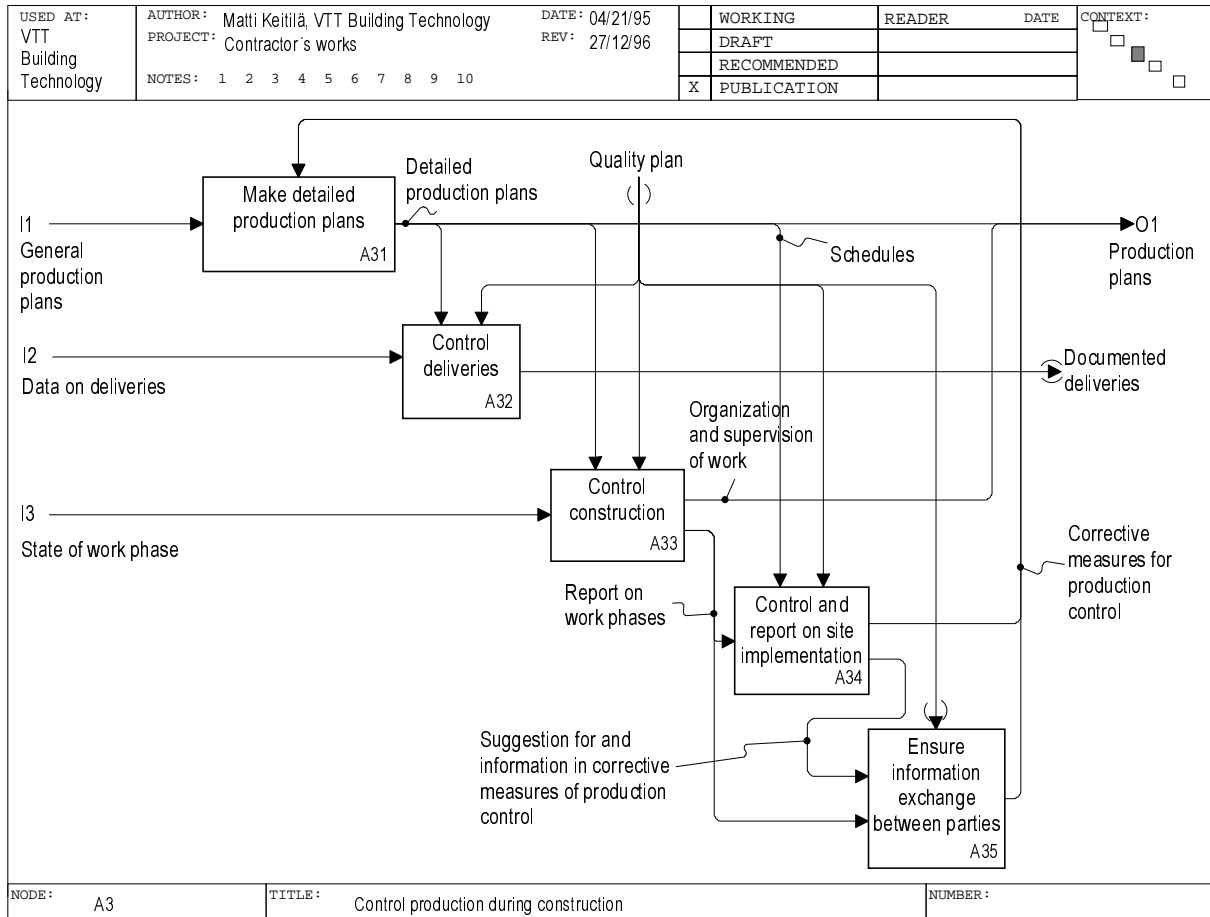 USED AT:
VTT
Building
Technology
AUTHOR: Matti Keitilä, VTT Building Technology
PROJECT: Contractor´s works
NOTES: 1 2 3 4 5 6 7 8 9 10
DATE: 04/21/95
REV: 27/12/96
WORKING
DRAFT
RECOMMENDED
X PUBLICATION
READER DATE
CONTEXT:
Quality plan
Detailed
production plans
Make detailed
production plans
A31
I1
General
production
plans
Schedules
O1
Production
plans
Control
deliveries
A32
I2
Data on deliveries
Documented
deliveries
Organization
and supervision
of work
Control
construction
A33
I3
State of work phase
Corrective
measures for
production
control
Report on
work phases
Control and
report on site
implementation
A34
Suggestion for and
information in corrective
measures of production
control
Ensure
information
exchange
between parties
A35
NODE: A3
TITLE: Control production during construction
NUMBER: